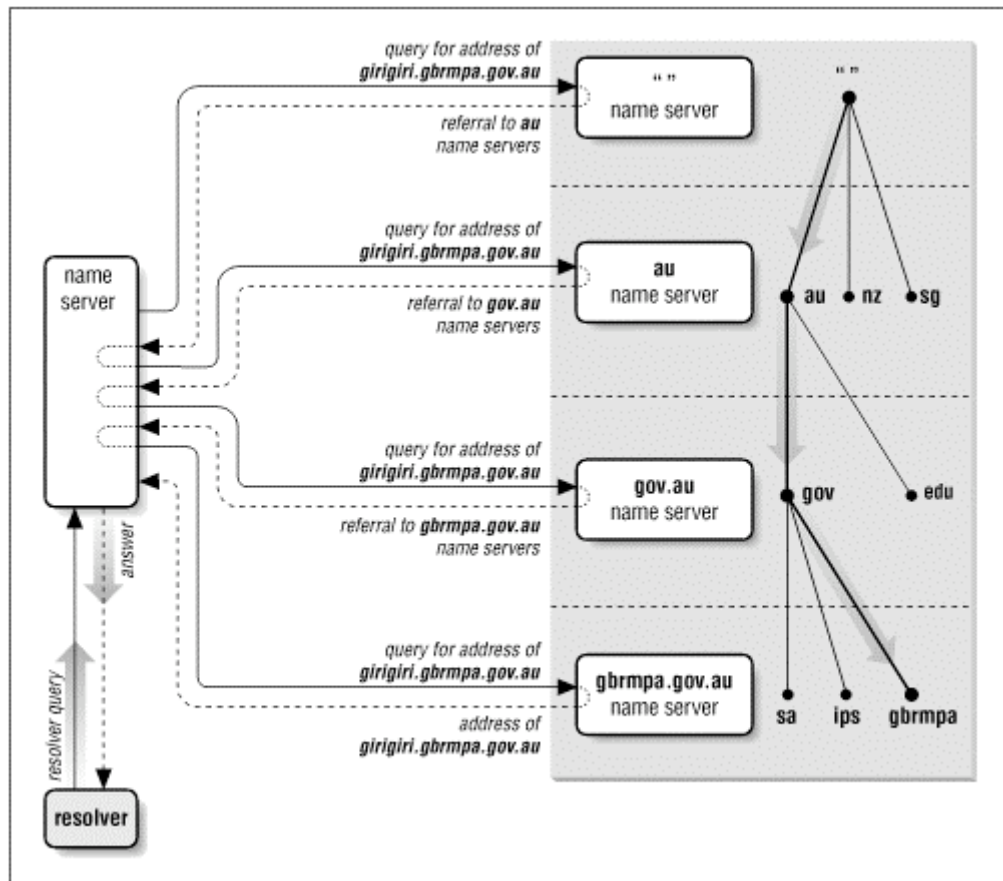 query for address of
girigiri.gbrmpa.gov.au
“ ”
name server
“ ”
referral to au
name servers
query for address of
girigiri.gbrmpa.gov.au
name
server
au
name server
au
nz
sg
referral to gov.au
name servers
query for address of
girigiri.gbrmpa.gov.au
gov.au
name server
gov
edu
referral to gbrmpa.gov.au
name servers
answer
resolver query
query for address of
girigiri.gbrmpa.gov.au
gbrmpa.gov.au
name server
sa
ips
gbrmpa
address of
girigiri.gbrmpa.gov.au
resolver